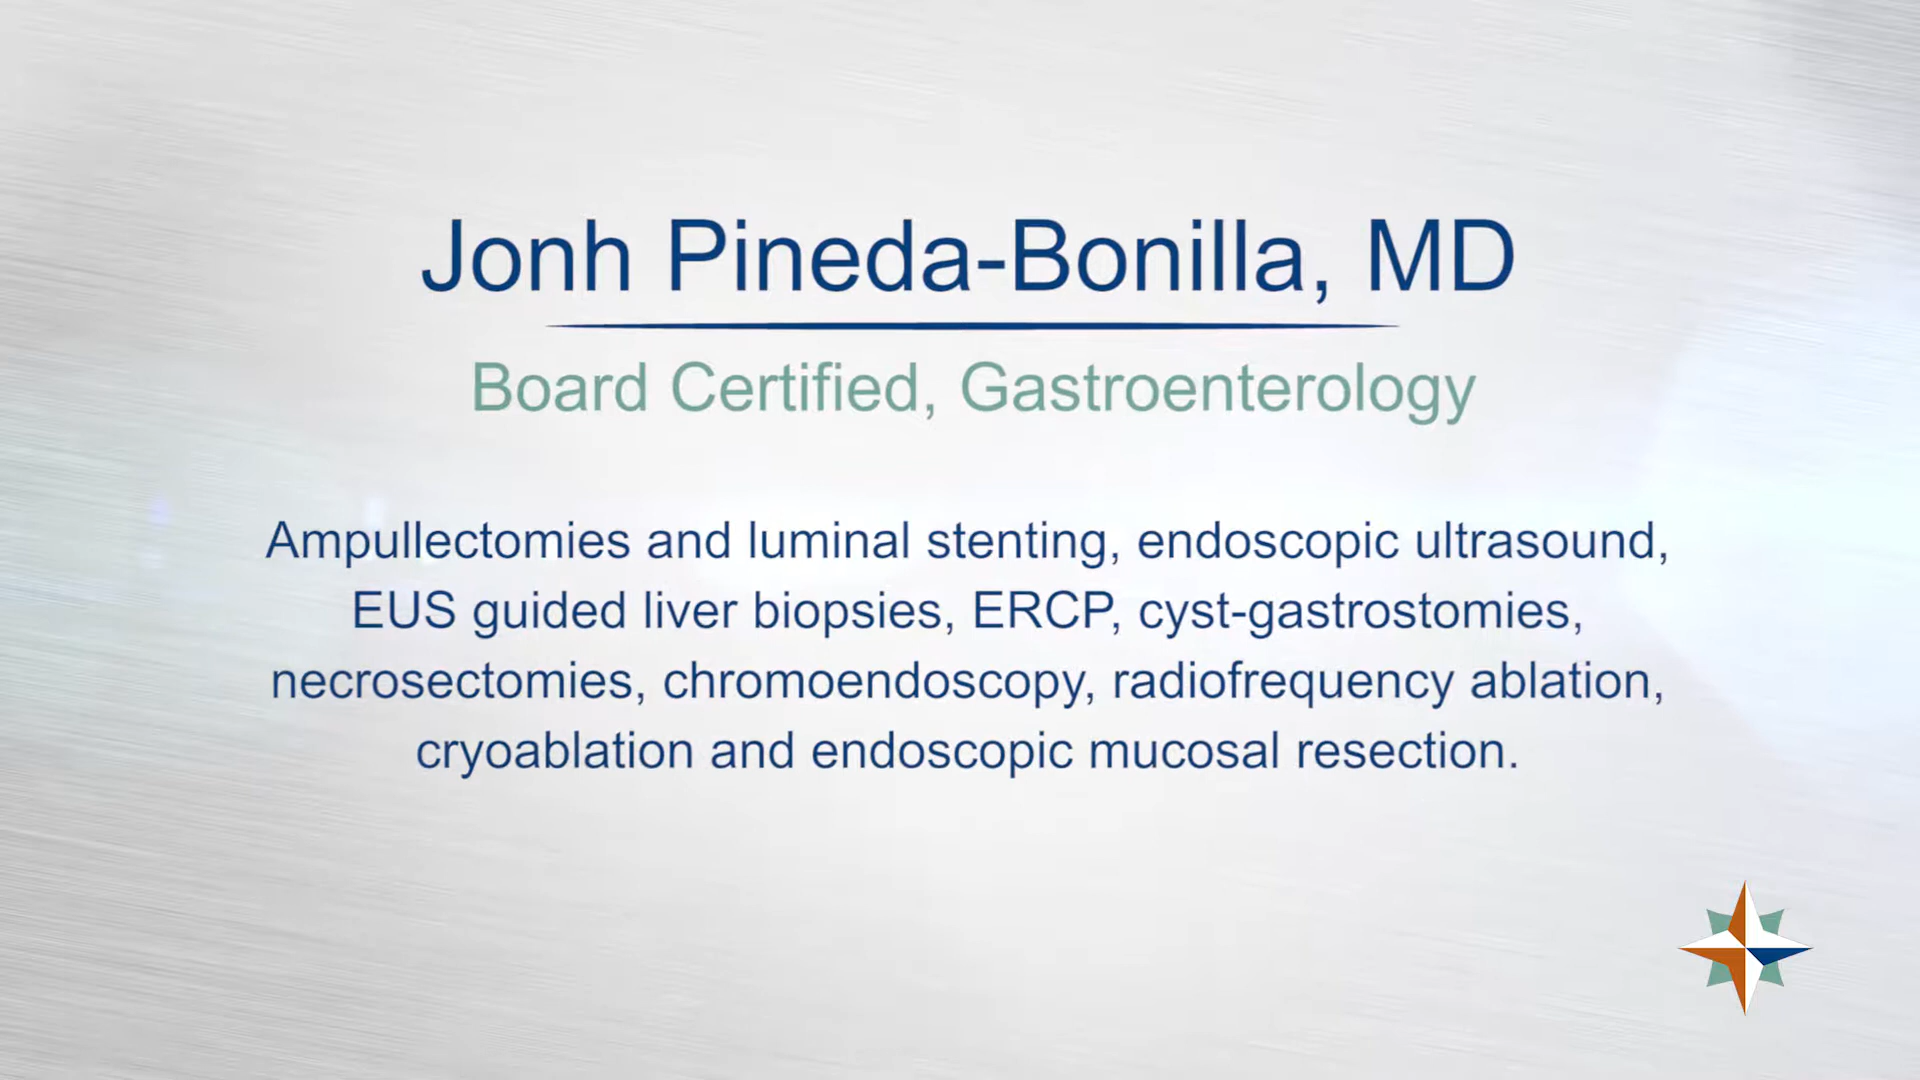 Jonh Pineda-Bonilla, MD
Board Certified, Gastroenterology
Ampullectomies and luminal stenting, endoscopic ultrasound,
EUS guided liver biopsies, ERCP, cyst-gastrostomies,
necrosectomies, chromoendoscopy, radiofrequency ablation,
cryoablation and endoscopic mucosal resection.